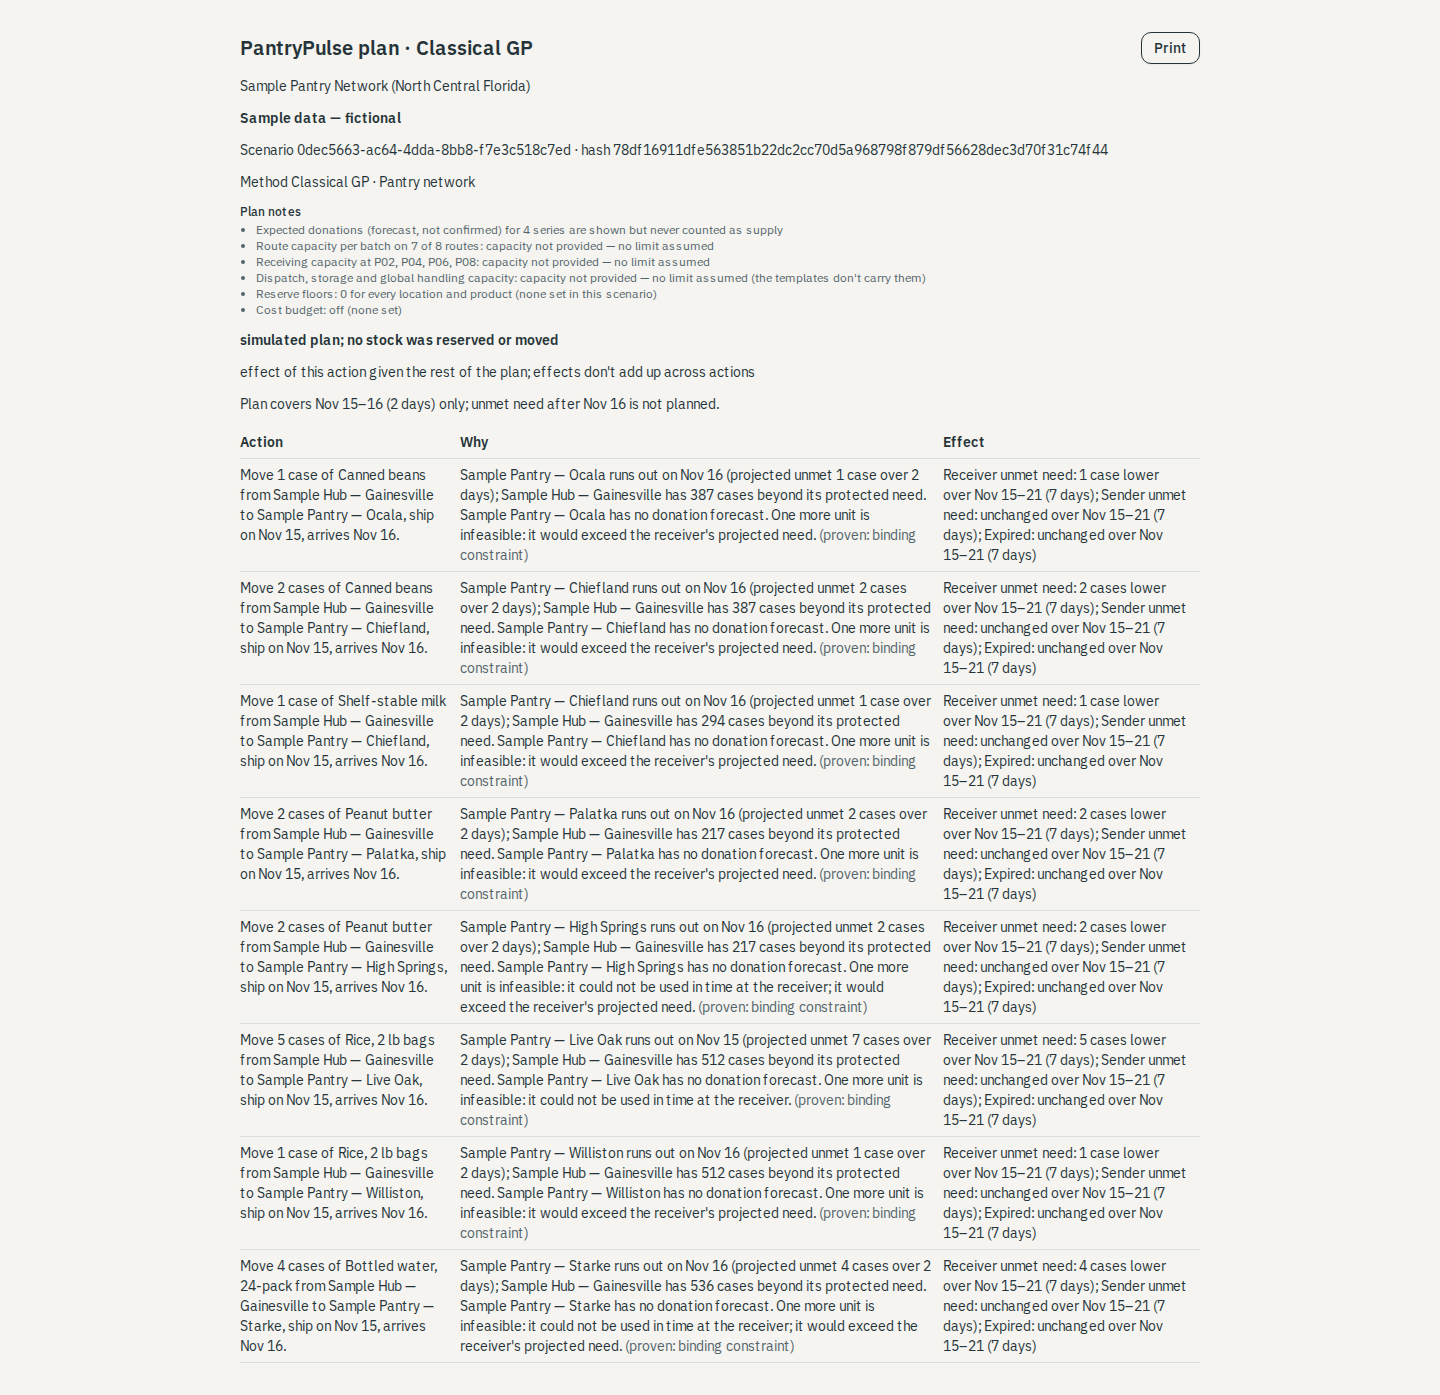 PantryPulse plan · Classical GP
Print
Sample Pantry Network (North Central Florida)
Sample data — fictional
Scenario 0dec5663-ac64-4dda-8bb8-f7e3c518c7ed · hash 78df16911dfe563851b22dc2cc70d5a968798f879df56628dec3d70f31c74f44
Method Classical GP · Pantry network
Plan notes
• Expected donations (forecast, not confirmed) for 4 series are shown but never counted as supply
• Route capacity per batch on 7 of 8 routes: capacity not provided — no limit assumed
• Receiving capacity at P02, P04, P06, P08: capacity not provided — no limit assumed
• Dispatch, storage and global handling capacity: capacity not provided — no limit assumed (the templates don't carry them)
• Reserve floors: 0 for every location and product (none set in this scenario)
• Cost budget: off (none set)
simulated plan; no stock was reserved or moved
effect of this action given the rest of the plan; effects don't add up across actions
Plan covers Nov 15–16 (2 days) only; unmet need after Nov 16 is not planned.
Action
Why
Effect
Move 1 case of Canned beans
from Sample Hub — Gainesville
to Sample Pantry — Ocala, ship
on Nov 15, arrives Nov 16.
Sample Pantry — Ocala runs out on Nov 16 (projected unmet 1 case over 2
days); Sample Hub — Gainesville has 387 cases beyond its protected need.
Sample Pantry — Ocala has no donation forecast. One more unit is
infeasible: it would exceed the receiver's projected need. (proven: binding
constraint)
Receiver unmet need: 1 case lower
over Nov 15–21 (7 days); Sender unmet
need: unchanged over Nov 15–21 (7
days); Expired: unchanged over Nov
15–21 (7 days)
Move 2 cases of Canned beans
from Sample Hub — Gainesville
to Sample Pantry — Chiefland,
ship on Nov 15, arrives Nov 16.
Sample Pantry — Chiefland runs out on Nov 16 (projected unmet 2 cases
over 2 days); Sample Hub — Gainesville has 387 cases beyond its protected
need. Sample Pantry — Chiefland has no donation forecast. One more unit is
infeasible: it would exceed the receiver's projected need. (proven: binding
constraint)
Receiver unmet need: 2 cases lower
over Nov 15–21 (7 days); Sender unmet
need: unchanged over Nov 15–21 (7
days); Expired: unchanged over Nov
15–21 (7 days)
Move 1 case of Shelf-stable milk
from Sample Hub — Gainesville
to Sample Pantry — Chiefland,
ship on Nov 15, arrives Nov 16.
Sample Pantry — Chiefland runs out on Nov 16 (projected unmet 1 case over
2 days); Sample Hub — Gainesville has 294 cases beyond its protected
need. Sample Pantry — Chiefland has no donation forecast. One more unit is
infeasible: it would exceed the receiver's projected need. (proven: binding
constraint)
Receiver unmet need: 1 case lower
over Nov 15–21 (7 days); Sender unmet
need: unchanged over Nov 15–21 (7
days); Expired: unchanged over Nov
15–21 (7 days)
Move 2 cases of Peanut butter
from Sample Hub — Gainesville
to Sample Pantry — Palatka, ship
on Nov 15, arrives Nov 16.
Sample Pantry — Palatka runs out on Nov 16 (projected unmet 2 cases over
2 days); Sample Hub — Gainesville has 217 cases beyond its protected
need. Sample Pantry — Palatka has no donation forecast. One more unit is
infeasible: it would exceed the receiver's projected need. (proven: binding
constraint)
Receiver unmet need: 2 cases lower
over Nov 15–21 (7 days); Sender unmet
need: unchanged over Nov 15–21 (7
days); Expired: unchanged over Nov
15–21 (7 days)
Move 2 cases of Peanut butter
from Sample Hub — Gainesville
to Sample Pantry — High Springs,
ship on Nov 15, arrives Nov 16.
Sample Pantry — High Springs runs out on Nov 16 (projected unmet 2 cases
over 2 days); Sample Hub — Gainesville has 217 cases beyond its protected
need. Sample Pantry — High Springs has no donation forecast. One more
unit is infeasible: it could not be used in time at the receiver; it would
exceed the receiver's projected need. (proven: binding constraint)
Receiver unmet need: 2 cases lower
over Nov 15–21 (7 days); Sender unmet
need: unchanged over Nov 15–21 (7
days); Expired: unchanged over Nov
15–21 (7 days)
Move 5 cases of Rice, 2 lb bags
from Sample Hub — Gainesville
to Sample Pantry — Live Oak,
ship on Nov 15, arrives Nov 16.
Sample Pantry — Live Oak runs out on Nov 15 (projected unmet 7 cases over
2 days); Sample Hub — Gainesville has 512 cases beyond its protected
need. Sample Pantry — Live Oak has no donation forecast. One more unit is
infeasible: it could not be used in time at the receiver. (proven: binding
constraint)
Receiver unmet need: 5 cases lower
over Nov 15–21 (7 days); Sender unmet
need: unchanged over Nov 15–21 (7
days); Expired: unchanged over Nov
15–21 (7 days)
Move 1 case of Rice, 2 lb bags
from Sample Hub — Gainesville
to Sample Pantry — Williston,
ship on Nov 15, arrives Nov 16.
Sample Pantry — Williston runs out on Nov 16 (projected unmet 1 case over
2 days); Sample Hub — Gainesville has 512 cases beyond its protected
need. Sample Pantry — Williston has no donation forecast. One more unit is
infeasible: it would exceed the receiver's projected need. (proven: binding
constraint)
Receiver unmet need: 1 case lower
over Nov 15–21 (7 days); Sender unmet
need: unchanged over Nov 15–21 (7
days); Expired: unchanged over Nov
15–21 (7 days)
Move 4 cases of Bottled water,
24-pack from Sample Hub —
Gainesville to Sample Pantry —
Starke, ship on Nov 15, arrives
Nov 16.
Sample Pantry — Starke runs out on Nov 16 (projected unmet 4 cases over 2
days); Sample Hub — Gainesville has 536 cases beyond its protected need.
Sample Pantry — Starke has no donation forecast. One more unit is
infeasible: it could not be used in time at the receiver; it would exceed the
receiver's projected need. (proven: binding constraint)
Receiver unmet need: 4 cases lower
over Nov 15–21 (7 days); Sender unmet
need: unchanged over Nov 15–21 (7
days); Expired: unchanged over Nov
15–21 (7 days)